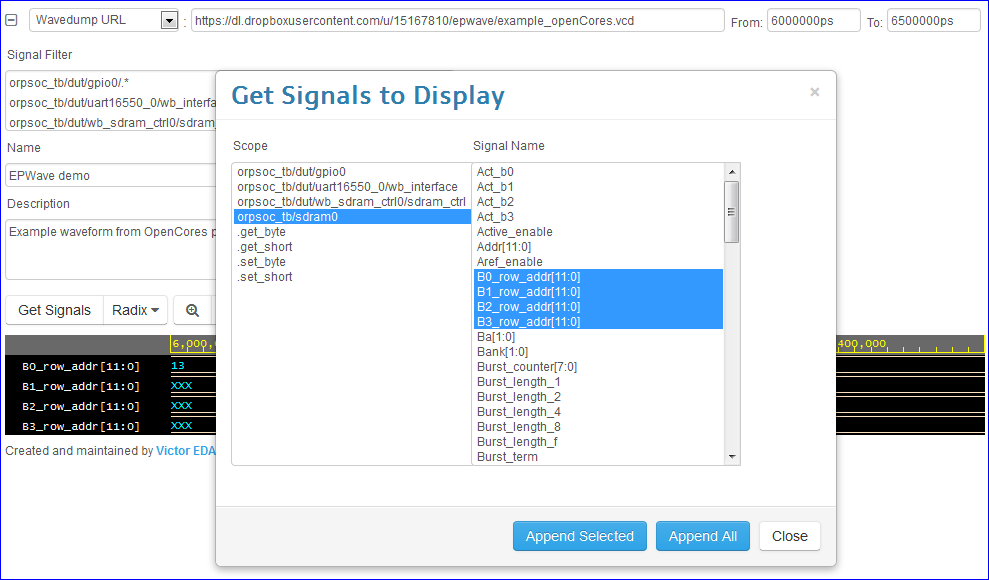 Wavedump URL : https://dl.dropboxusercontent.com/u/15167810/epwave/example_openCores.vcd From: 6000000ps To: 6500000ps
Signal Filter
orpsoc_tb/dut/gpio0/.*
orpsoc_tb/dut/uart16550_0/wb_interfa
orpsoc_tb/dut/wb_sdram_ctrl0/sdram_
Name
EPWave demo
Description
Example waveform from OpenCores p
Get Signals Radix
6,000, 400,000
B0_row_addr[11:0] 13
B1_row_addr[11:0] XXX
B2_row_addr[11:0] XXX
B3_row_addr[11:0] XXX
Created and maintained by Victor EDA
Get Signals to Display ×
Scope
orpsoc_tb/dut/gpio0
orpsoc_tb/dut/uart16550_0/wb_interface
orpsoc_tb/dut/wb_sdram_ctrl0/sdram_ctrl
orpsoc_tb/sdram0
.get_byte
.get_short
.set_byte
.set_short
Signal Name
Act_b0
Act_b1
Act_b2
Act_b3
Active_enable
Addr[11:0]
Aref_enable
B0_row_addr[11:0]
B1_row_addr[11:0]
B2_row_addr[11:0]
B3_row_addr[11:0]
Ba[1:0]
Bank[1:0]
Burst_counter[7:0]
Burst_length_1
Burst_length_2
Burst_length_4
Burst_length_8
Burst_length_f
Burst_term
Append Selected Append All Close